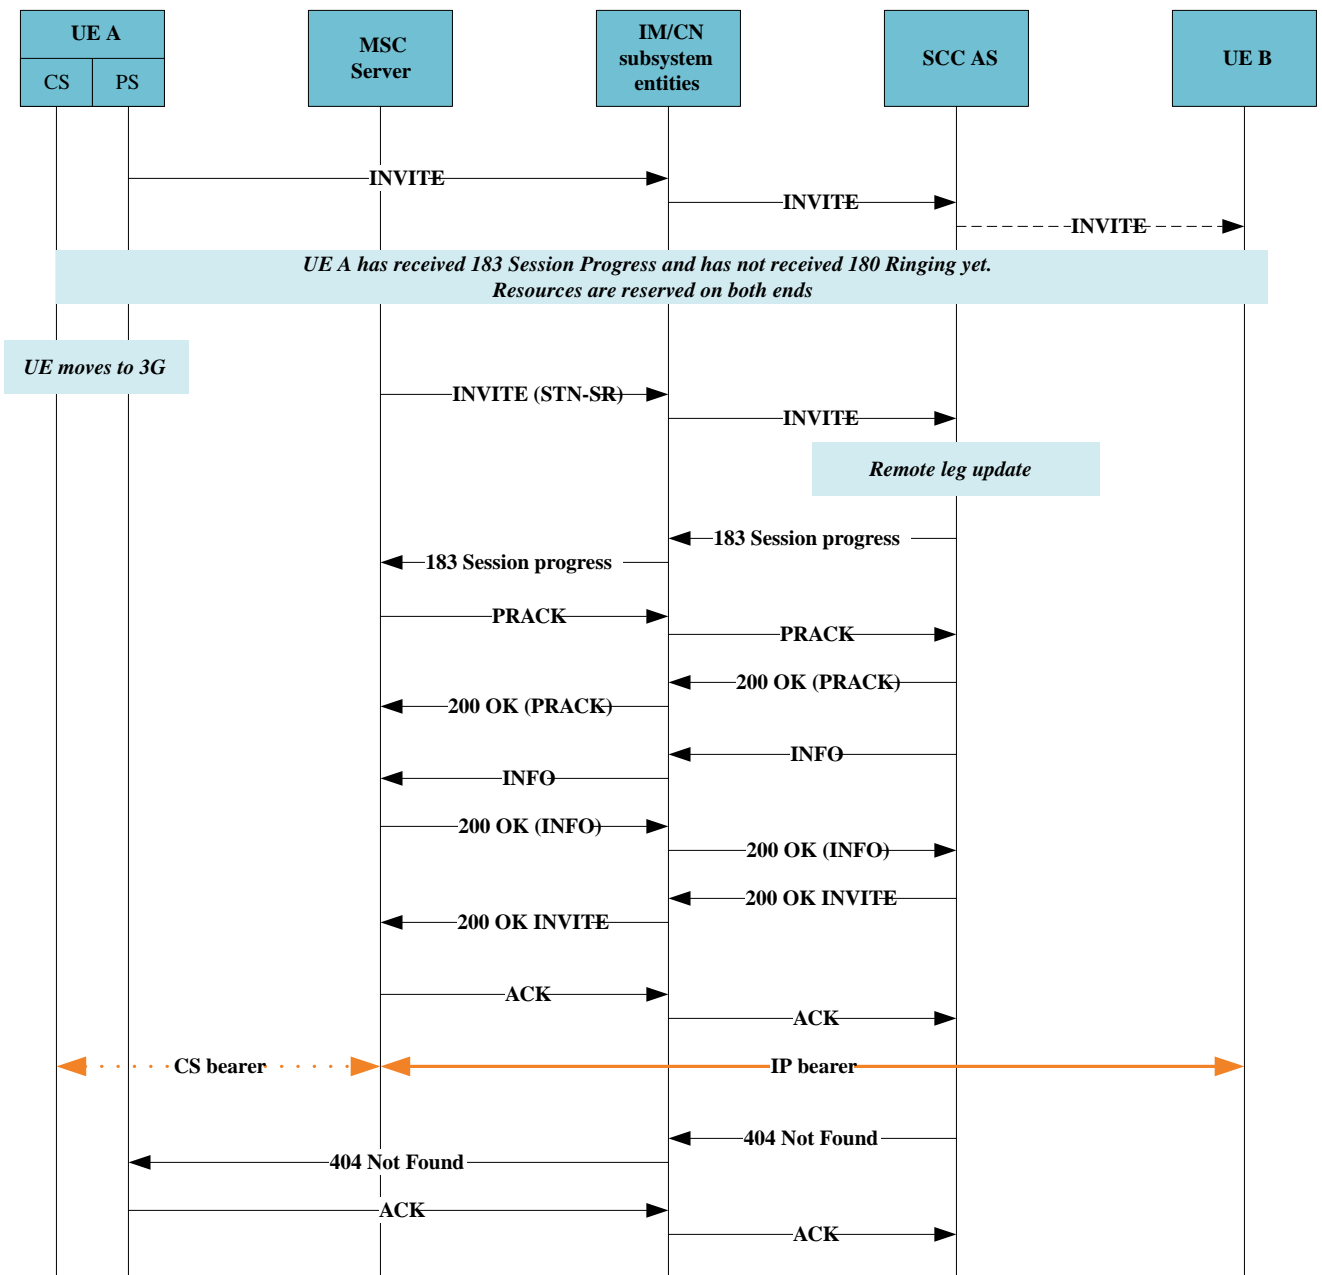 UE A
CS
PS
MSC
Server
IM/CN
subsystem
entities
SCC AS
UE B
INVITE
INVITE
INVITE
UE A has received 183 Session Progress and has not received 180 Ringing yet.
Resources are reserved on both ends
UE moves to 3G
INVITE (STN-SR)
INVITE
Remote leg update
183 Session progress
183 Session progress
PRACK
PRACK
200 OK (PRACK)
200 OK (PRACK)
INFO
INFO
200 OK (INFO)
200 OK (INFO)
200 OK INVITE
200 OK INVITE
ACK
ACK
CS bearer
IP bearer
404 Not Found
404 Not Found
ACK
ACK